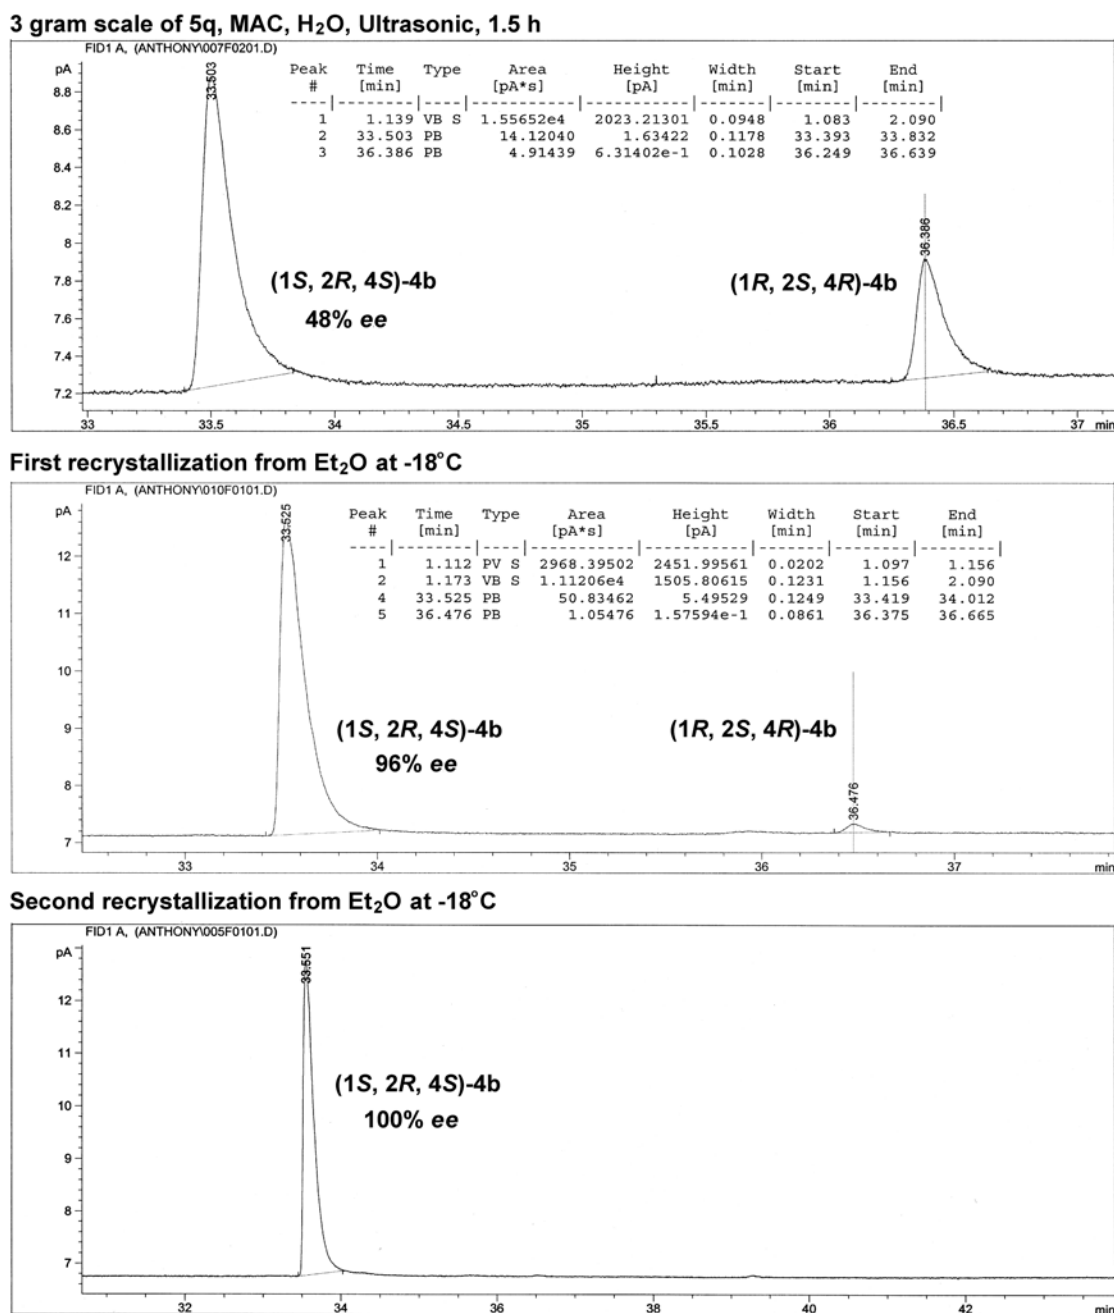 3 gram scale of 5q, MAC, H₂O, Ultrasonic, 1.5 h
FID1 A, (ANTHONY\007F0201.D)
pA
Peak Time Type Area Height Width Start End
# [min] [pA*s] [pA] [min] [min] [min]
----|--------|----|---------|---------|-------|-------|-------|
1 1.139 VB S 1.55652e4 2023.21301 0.0948 1.083 2.090
2 33.503 PB 14.12040 1.63422 0.1178 33.393 33.832
3 36.386 PB 4.91439 6.31402e-1 0.1028 36.249 36.639
33.503
36.386
8.8
8.6
8.4
8.2
8
7.8
7.6
7.4
7.2
(1S, 2R, 4S)-4b
48% ee
(1R, 2S, 4R)-4b
33 33.5 34 34.5 35 35.5 36 36.5 37 min
First recrystallization from Et₂O at -18°C
FID1 A, (ANTHONY\010F0101.D)
pA
Peak Time Type Area Height Width Start End
# [min] [pA*s] [pA] [min] [min] [min]
----|--------|----|---------|---------|-------|-------|-------|
1 1.112 PV S 2968.39502 2451.99561 0.0202 1.097 1.156
2 1.173 VB S 1.11206e4 1505.80615 0.1231 1.156 2.090
4 33.525 PB 50.83462 5.49529 0.1249 33.419 34.012
5 36.476 PB 1.05476 1.57594e-1 0.0861 36.375 36.665
33.525
36.476
12
11
10
9
8
7
(1S, 2R, 4S)-4b
96% ee
(1R, 2S, 4R)-4b
33 34 35 36 37 min
Second recrystallization from Et₂O at -18°C
FID1 A, (ANTHONY\005F0101.D)
pA
33.551
12
11
10
9
8
7
(1S, 2R, 4S)-4b
100% ee
32 34 36 38 40 42 min